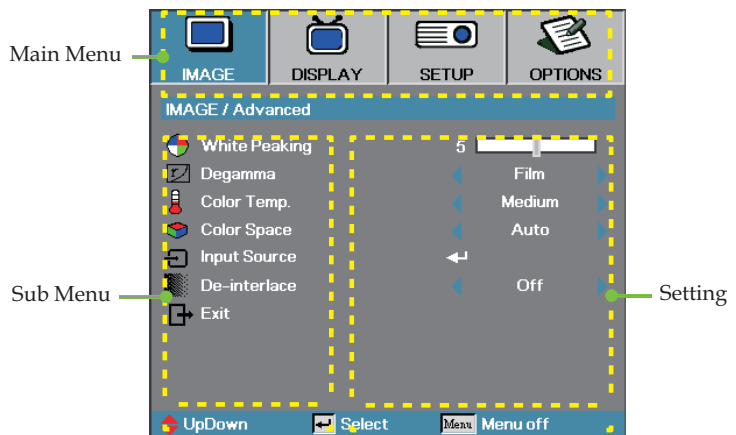 Main Menu
IMAGE DISPLAY SETUP OPTIONS
IMAGE / Advanced
White Peaking 5
Degamma Film
Color Temp. Medium
Color Space Auto
Input Source
Sub Menu
De-interlace Off
Setting
Exit
UpDown Select Menu Menu off